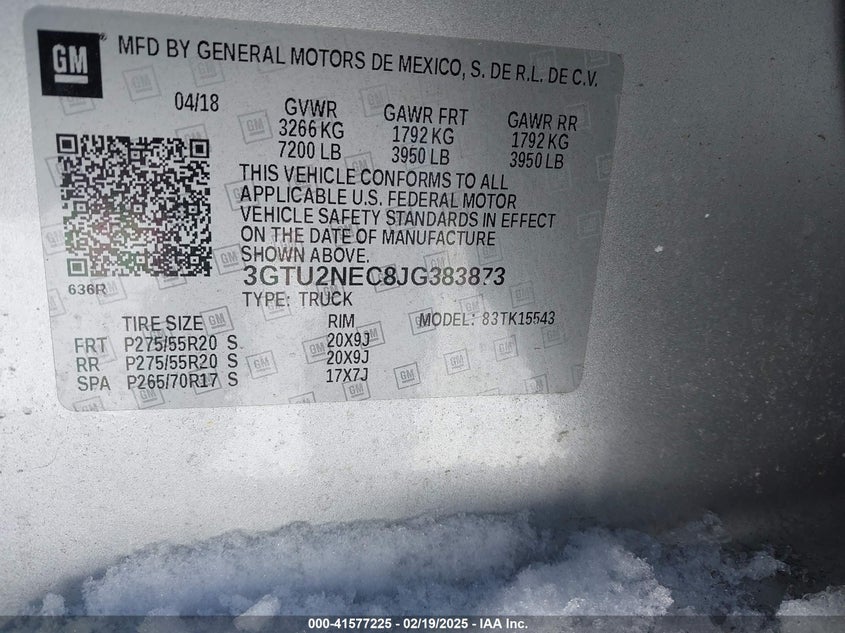 GM
MFD BY GENERAL MOTORS DE MEXICO, S. DE R.L. DE C.V.
04/18
GVWR
3266 KG
7200 LB
GAWR FRT
1792 KG
3950 LB
GAWR RR
1792 KG
3950 LB
THIS VEHICLE CONFORMS TO ALL
APPLICABLE U.S. FEDERAL MOTOR
VEHICLE SAFETY STANDARDS IN EFFECT
ON THE DATE OF MANUFACTURE
SHOWN ABOVE.
636R
3GTU2NEC8JG383873
TYPE: TRUCK
TIRE SIZE RIM MODEL: 83TK15543
FRT P275/55R20 S 20X9J
RR P275/55R20 S 20X9J
SPA P265/70R17 S 17X7J
000-41577225 - 02/19/2025 - IAA Inc.